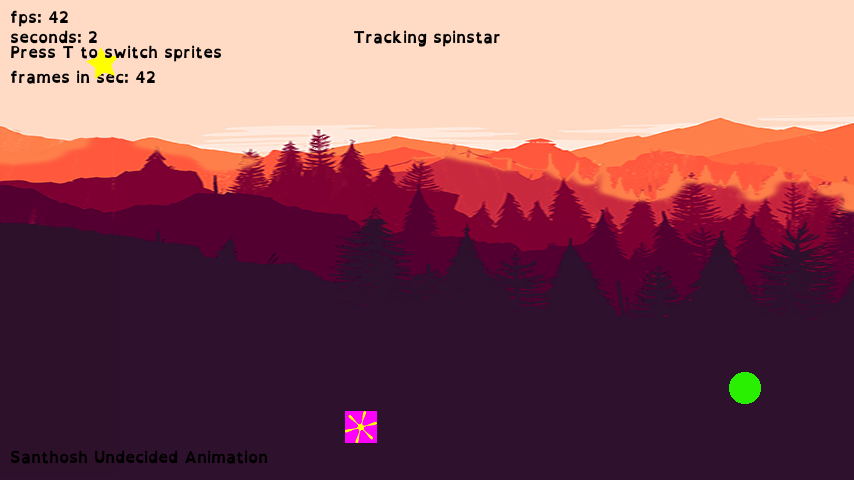 fps: 42
seconds: 2
Press T to switch sprites
frames in sec: 42
Tracking spinstar
Santhosh Undecided Animation